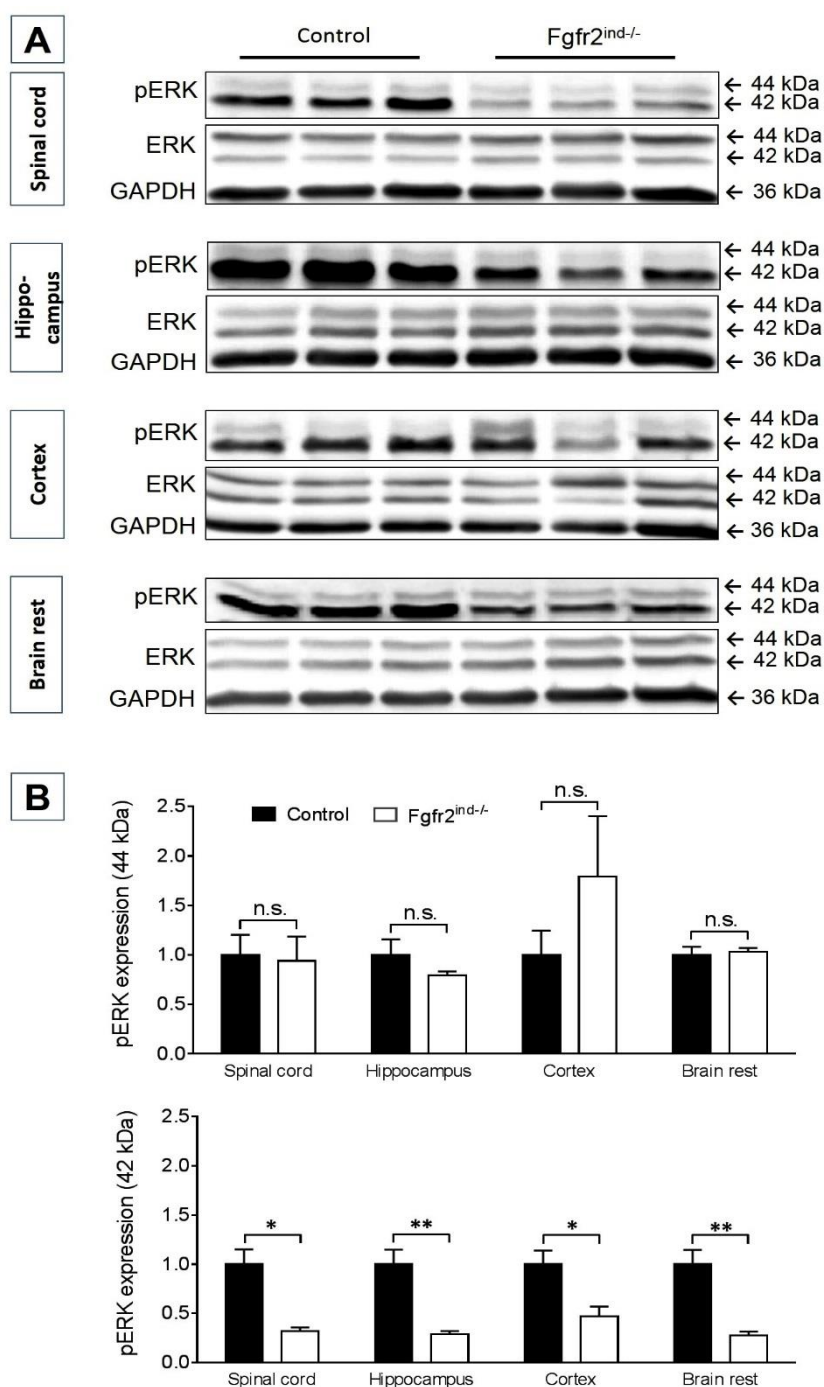 A
Control Fgfr2ind-/-
Spinal cord
pERK ← 44 kDa
← 42 kDa
ERK ← 44 kDa
← 42 kDa
GAPDH ← 36 kDa
Hippo-
campus
pERK ← 44 kDa
← 42 kDa
ERK ← 44 kDa
← 42 kDa
GAPDH ← 36 kDa
Cortex
pERK ← 44 kDa
← 42 kDa
ERK ← 44 kDa
← 42 kDa
GAPDH ← 36 kDa
Brain rest
pERK ← 44 kDa
← 42 kDa
ERK ← 44 kDa
← 42 kDa
GAPDH ← 36 kDa
B
pERK expression (44 kDa)
2.5
2.0
1.5
1.0
0.5
0.0
Control Fgfr2ind-/-
n.s. n.s. n.s. n.s.
Spinal cord Hippocampus Cortex Brain rest
pERK expression (42 kDa)
2.5
2.0
1.5
1.0
0.5
0.0
* ** * **
Spinal cord Hippocampus Cortex Brain rest